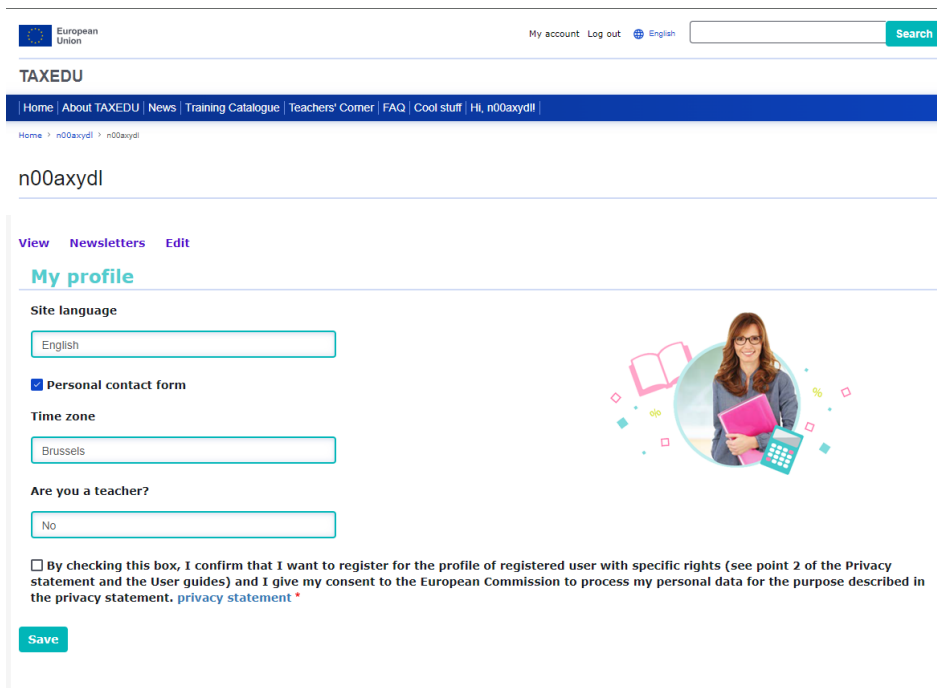 European
Union
My account Log out English
Search
TAXEDU
Home | About TAXEDU | News | Training Catalogue | Teachers' Corner | FAQ | Cool stuff | Hi, n00axydl! |
Home > n00axydl > n00axydl
n00axydl
View Newsletters Edit
My profile
Site language
English
Personal contact form
Time zone
Brussels
Are you a teacher?
No
By checking this box, I confirm that I want to register for the profile of registered user with specific rights (see point 2 of the Privacy
statement and the User guides) and I give my consent to the European Commission to process my personal data for the purpose described in
the privacy statement. privacy statement *
Save
%
%